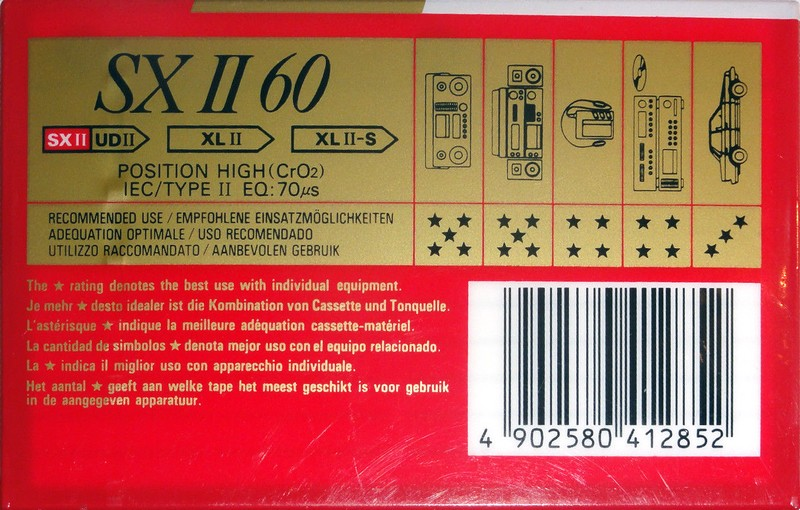 SX II 60
SX II UD II XL II XL II-S
POSITION HIGH (CrO2)
IEC/TYPE II EQ: 70µs
RECOMMENDED USE / EMPFOHLENE EINSATZMÖGLICHKEITEN
ADEQUATION OPTIMALE / USO RECOMENDADO
UTILIZZO RACCOMANDATO / AANBEVOLEN GEBRUIK
The ★ rating denotes the best use with individual equipment.
Je mehr ★ desto idealer ist die Kombination von Cassette und Tonquelle.
L'astérisque ★ indique la meilleure adéquation cassette-matériel.
La cantidad de simbolos ★ denota mejor uso con el equipo relacionado.
La ★ indica il miglior uso con apparecchio individuale.
Het aantal ★ geeft aan welke tape het meest geschikt is voor gebruik
in de aangegeven apparatuur.
4 902580 412852